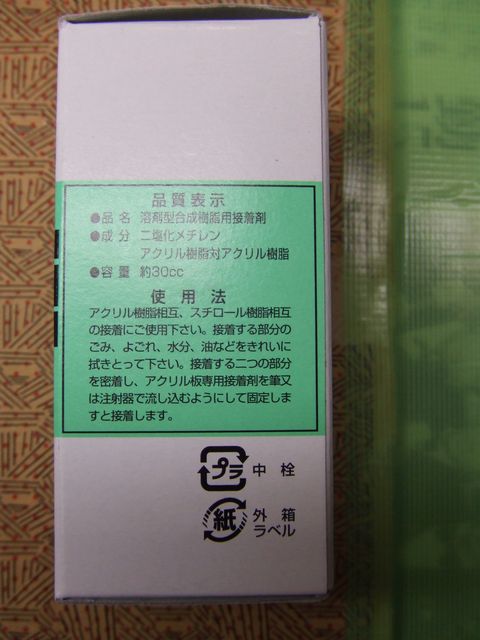 品質表示
●品名 溶剤型合成樹脂用接着剤
●成分 二塩化メチレン
アクリル樹脂対アクリル樹脂
●容量 約30cc
使用法
アクリル樹脂相互、スチロール樹脂相互
の接着にご使用下さい。接着する部分の
ごみ、よごれ、水分、油などをきれいに
拭きとって下さい。接着する二つの部分
を密着し、アクリル板専用接着剤を筆又
は注射器で流し込むようにして固定しま
すと接着します。
プラ 中栓
紙 外箱
ラベル